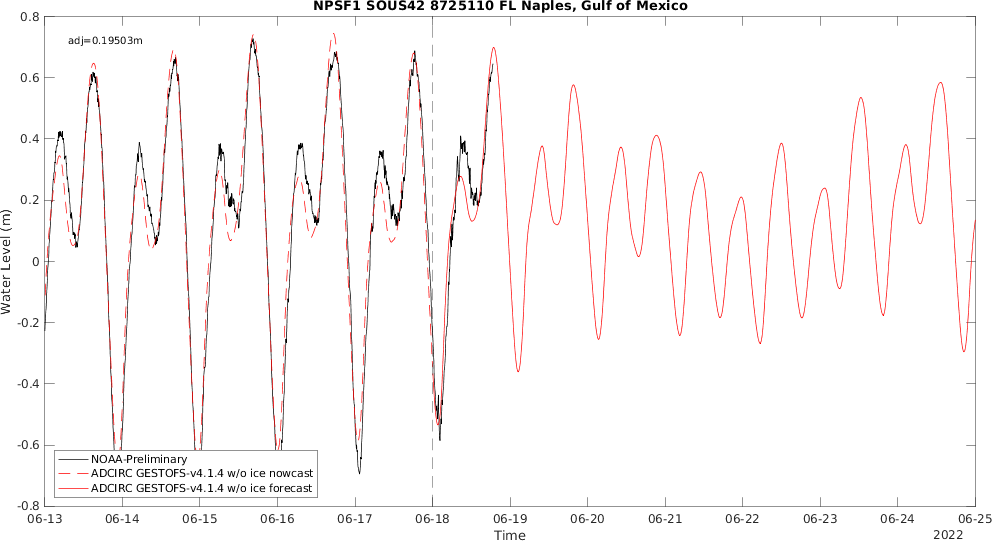 NPSF1 SOUS42 8725110 FL Naples, Gulf of Mexico
adj=0.19503m
0.8
0.6
0.4
0.2
0
-0.2
-0.4
-0.6
-0.8
Water Level (m)
NOAA-Preliminary
ADCIRC GESTOFS-v4.1.4 w/o ice nowcast
ADCIRC GESTOFS-v4.1.4 w/o ice forecast
06-13 06-14 06-15 06-16 06-17 06-18 06-19 06-20 06-21 06-22 06-23 06-24 06-25
Time
2022